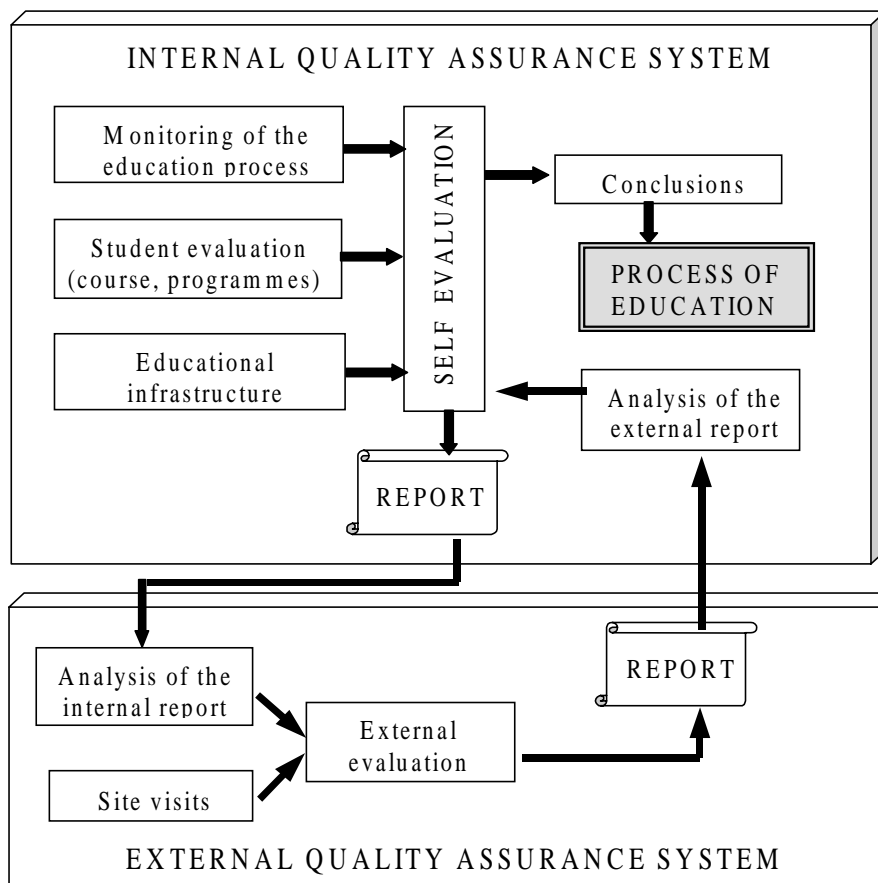 INTERNAL QUALITY ASSURANCE SYSTEM
Monitoring of the
education process
Student evaluation
(course, programmes)
Educational
infrastructure
SELF EVALUATION
Conclusions
PROCESS OF
EDUCATION
Analysis of the
external report
REPORT
Analysis of the
internal report
Site visits
External
evaluation
REPORT
EXTERNAL QUALITY ASSURANCE SYSTEM